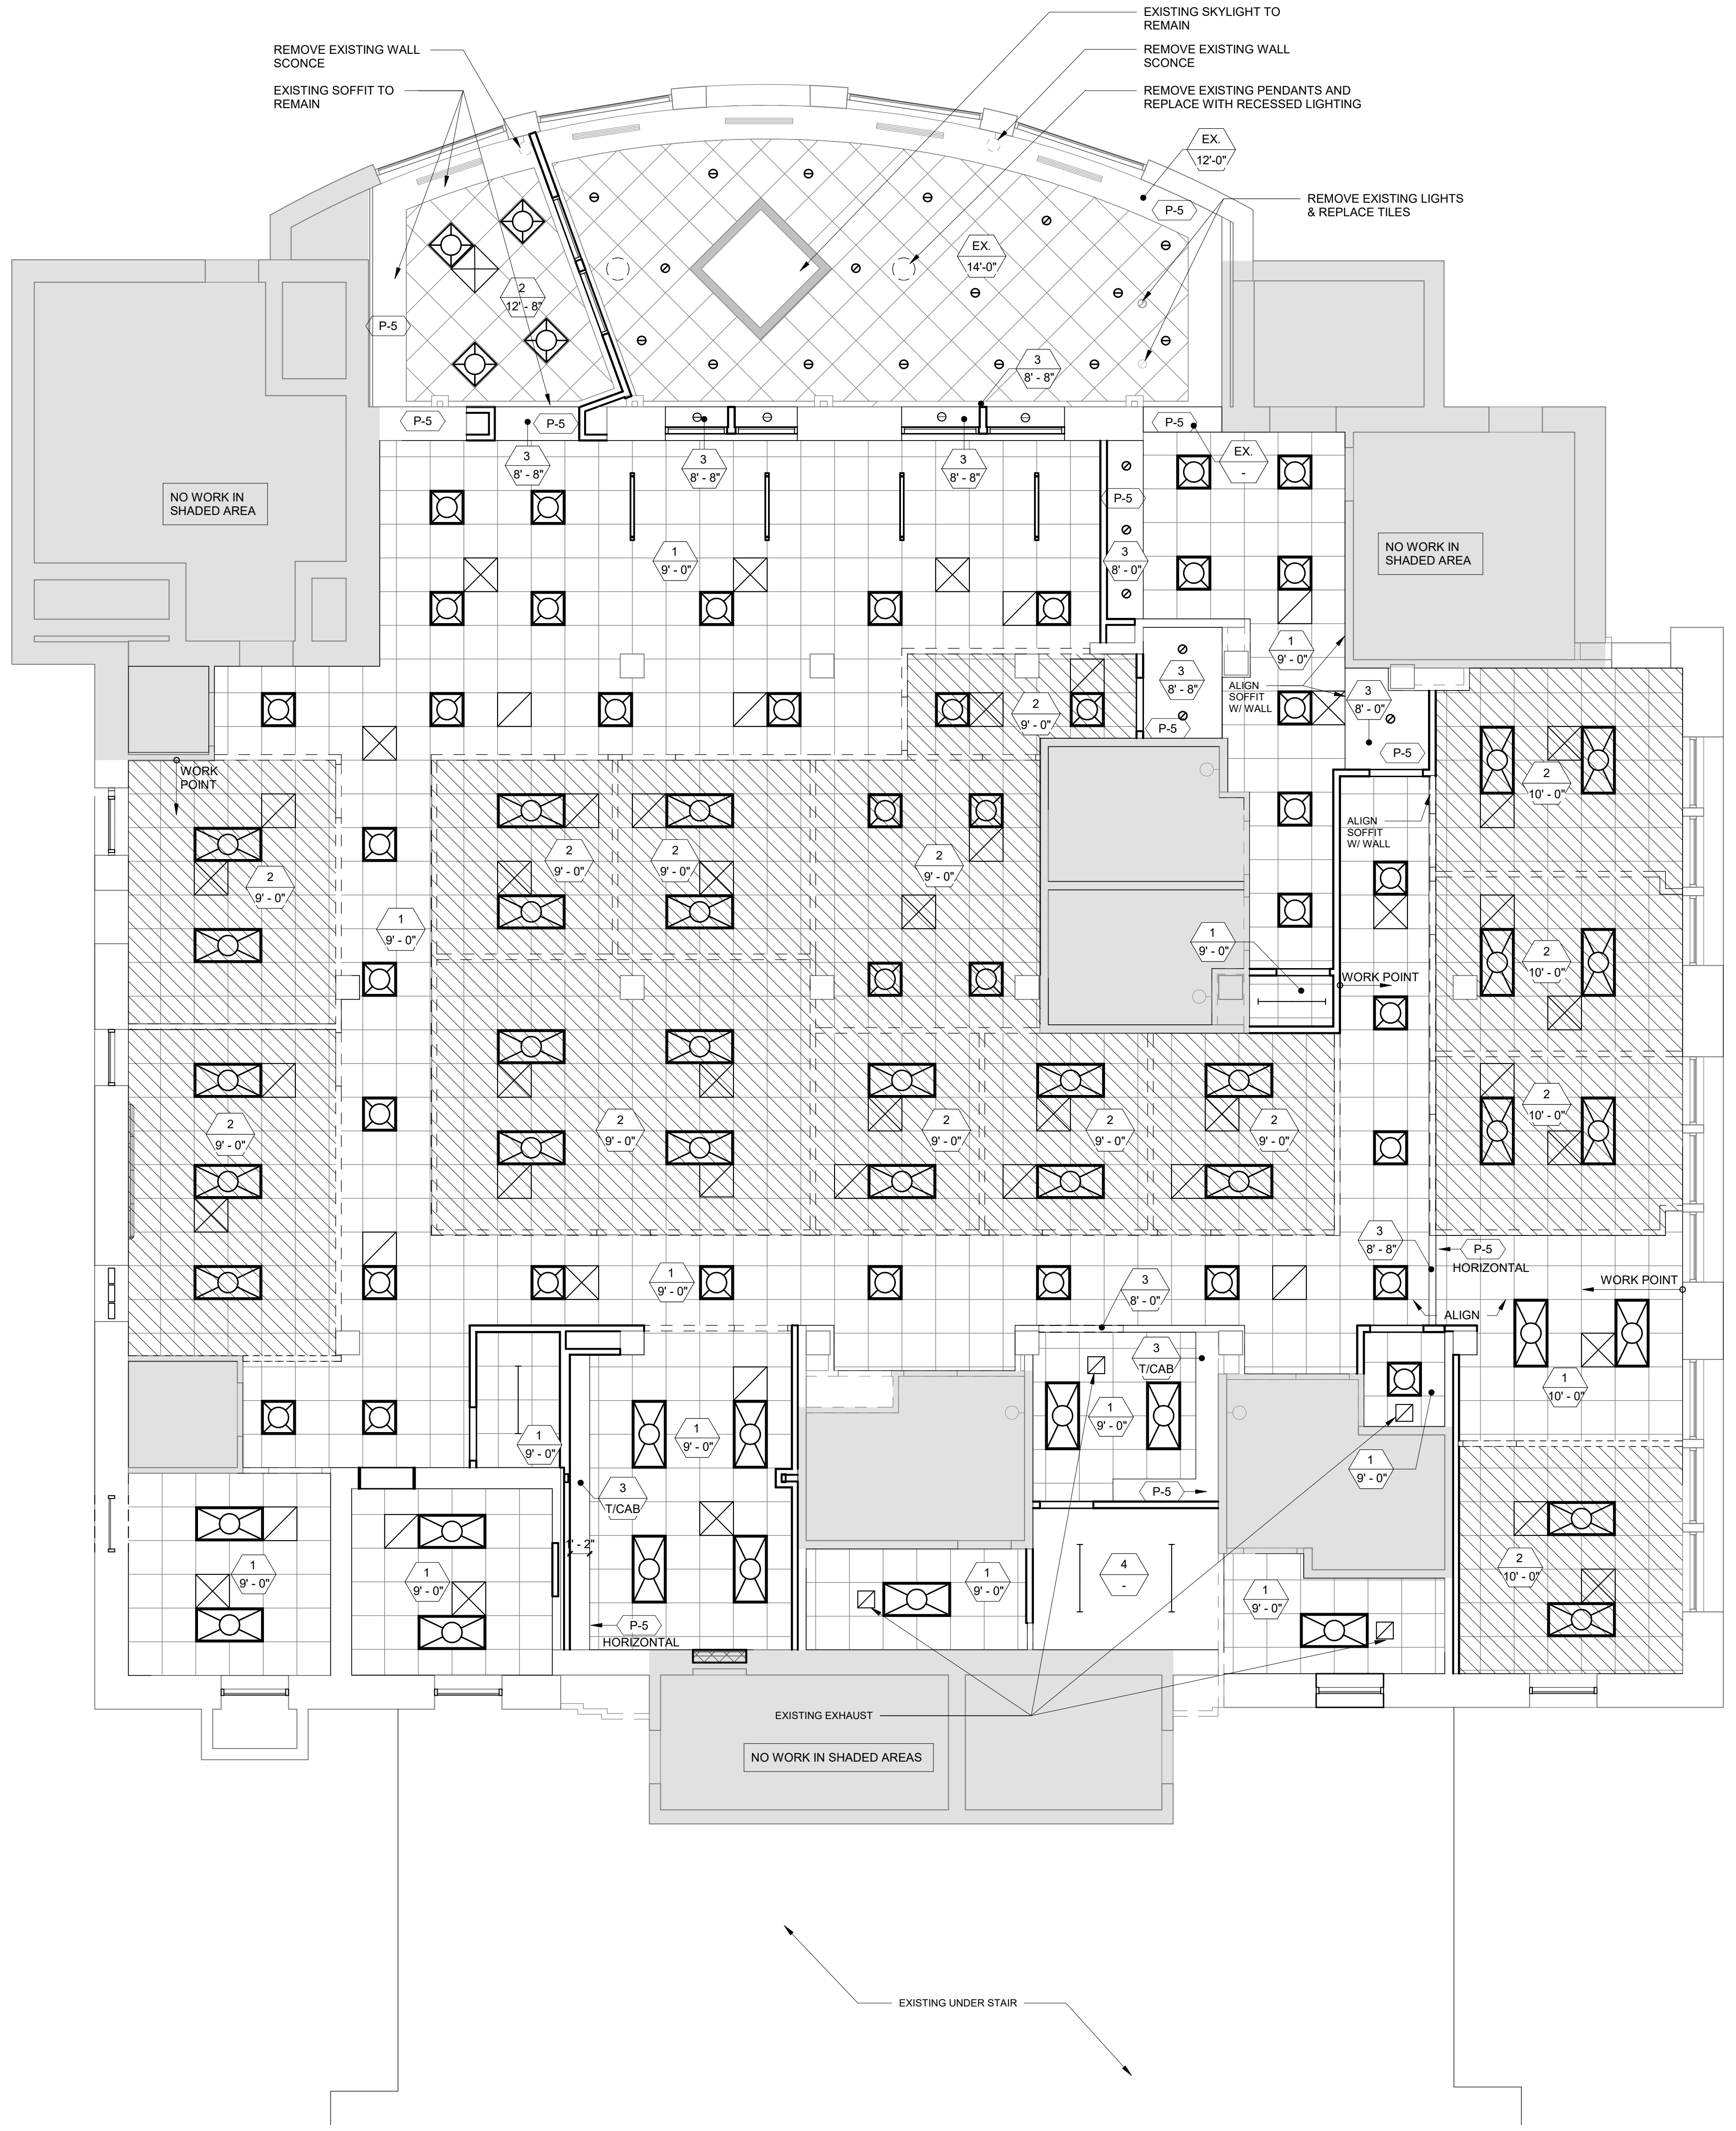 EXISTING SKYLIGHT TO
REMAIN
REMOVE EXISTING WALL
SCONCE
REMOVE EXISTING WALL
SCONCE
EXISTING SOFFIT TO
REMAIN
REMOVE EXISTING PENDANTS AND
REPLACE WITH RECESSED LIGHTING
EX.
12'-0"
REMOVE EXISTING LIGHTS
& REPLACE TILES
P-5
EX.
14'-0"
2
12' - 8"
P-5
3
8' - 8"
P-5
P-5
P-5
3
8' - 8"
3
8' - 8"
3
8' - 8"
EX.
-
NO WORK IN
SHADED AREA
P-5
NO WORK IN
SHADED AREA
1
9' - 0"
3
8' - 0"
1
9' - 0"
3
8' - 8"
ALIGN
SOFFIT
W/ WALL
3
8' - 0"
2
9' - 0"
P-5
P-5
WORK
POINT
2
10' - 0"
ALIGN
SOFFIT
W/ WALL
2
9' - 0"
2
9' - 0"
2
9' - 0"
2
9' - 0"
1
9' - 0"
1
9' - 0"
2
10' - 0"
WORK POINT
2
10' - 0"
2
9' - 0"
2
9' - 0"
2
9' - 0"
2
9' - 0"
2
9' - 0"
3
8' - 8"
P-5
HORIZONTAL
1
9' - 0"
3
8' - 0"
WORK POINT
ALIGN
3
T/CAB
1
10' - 0"
1
9' - 0"
1
9' - 0"
1
9' - 0"
1
9' - 0"
3
T/CAB
P-5
1' - 2"
1
9' - 0"
1
9' - 0"
1
9' - 0"
4
-
1
9' - 0"
2
10' - 0"
P-5
HORIZONTAL
EXISTING EXHAUST
NO WORK IN SHADED AREAS
EXISTING UNDER STAIR